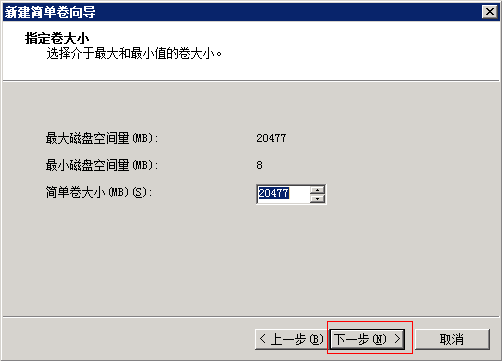 新建简单卷向导
指定卷大小
选择介于最大和最小值的卷大小。
最大磁盘空间量(MB): 20477
最小磁盘空间量(MB): 8
简单卷大小(MB)(S): 20477
< 上一步(B) 下一步(N) > 取消